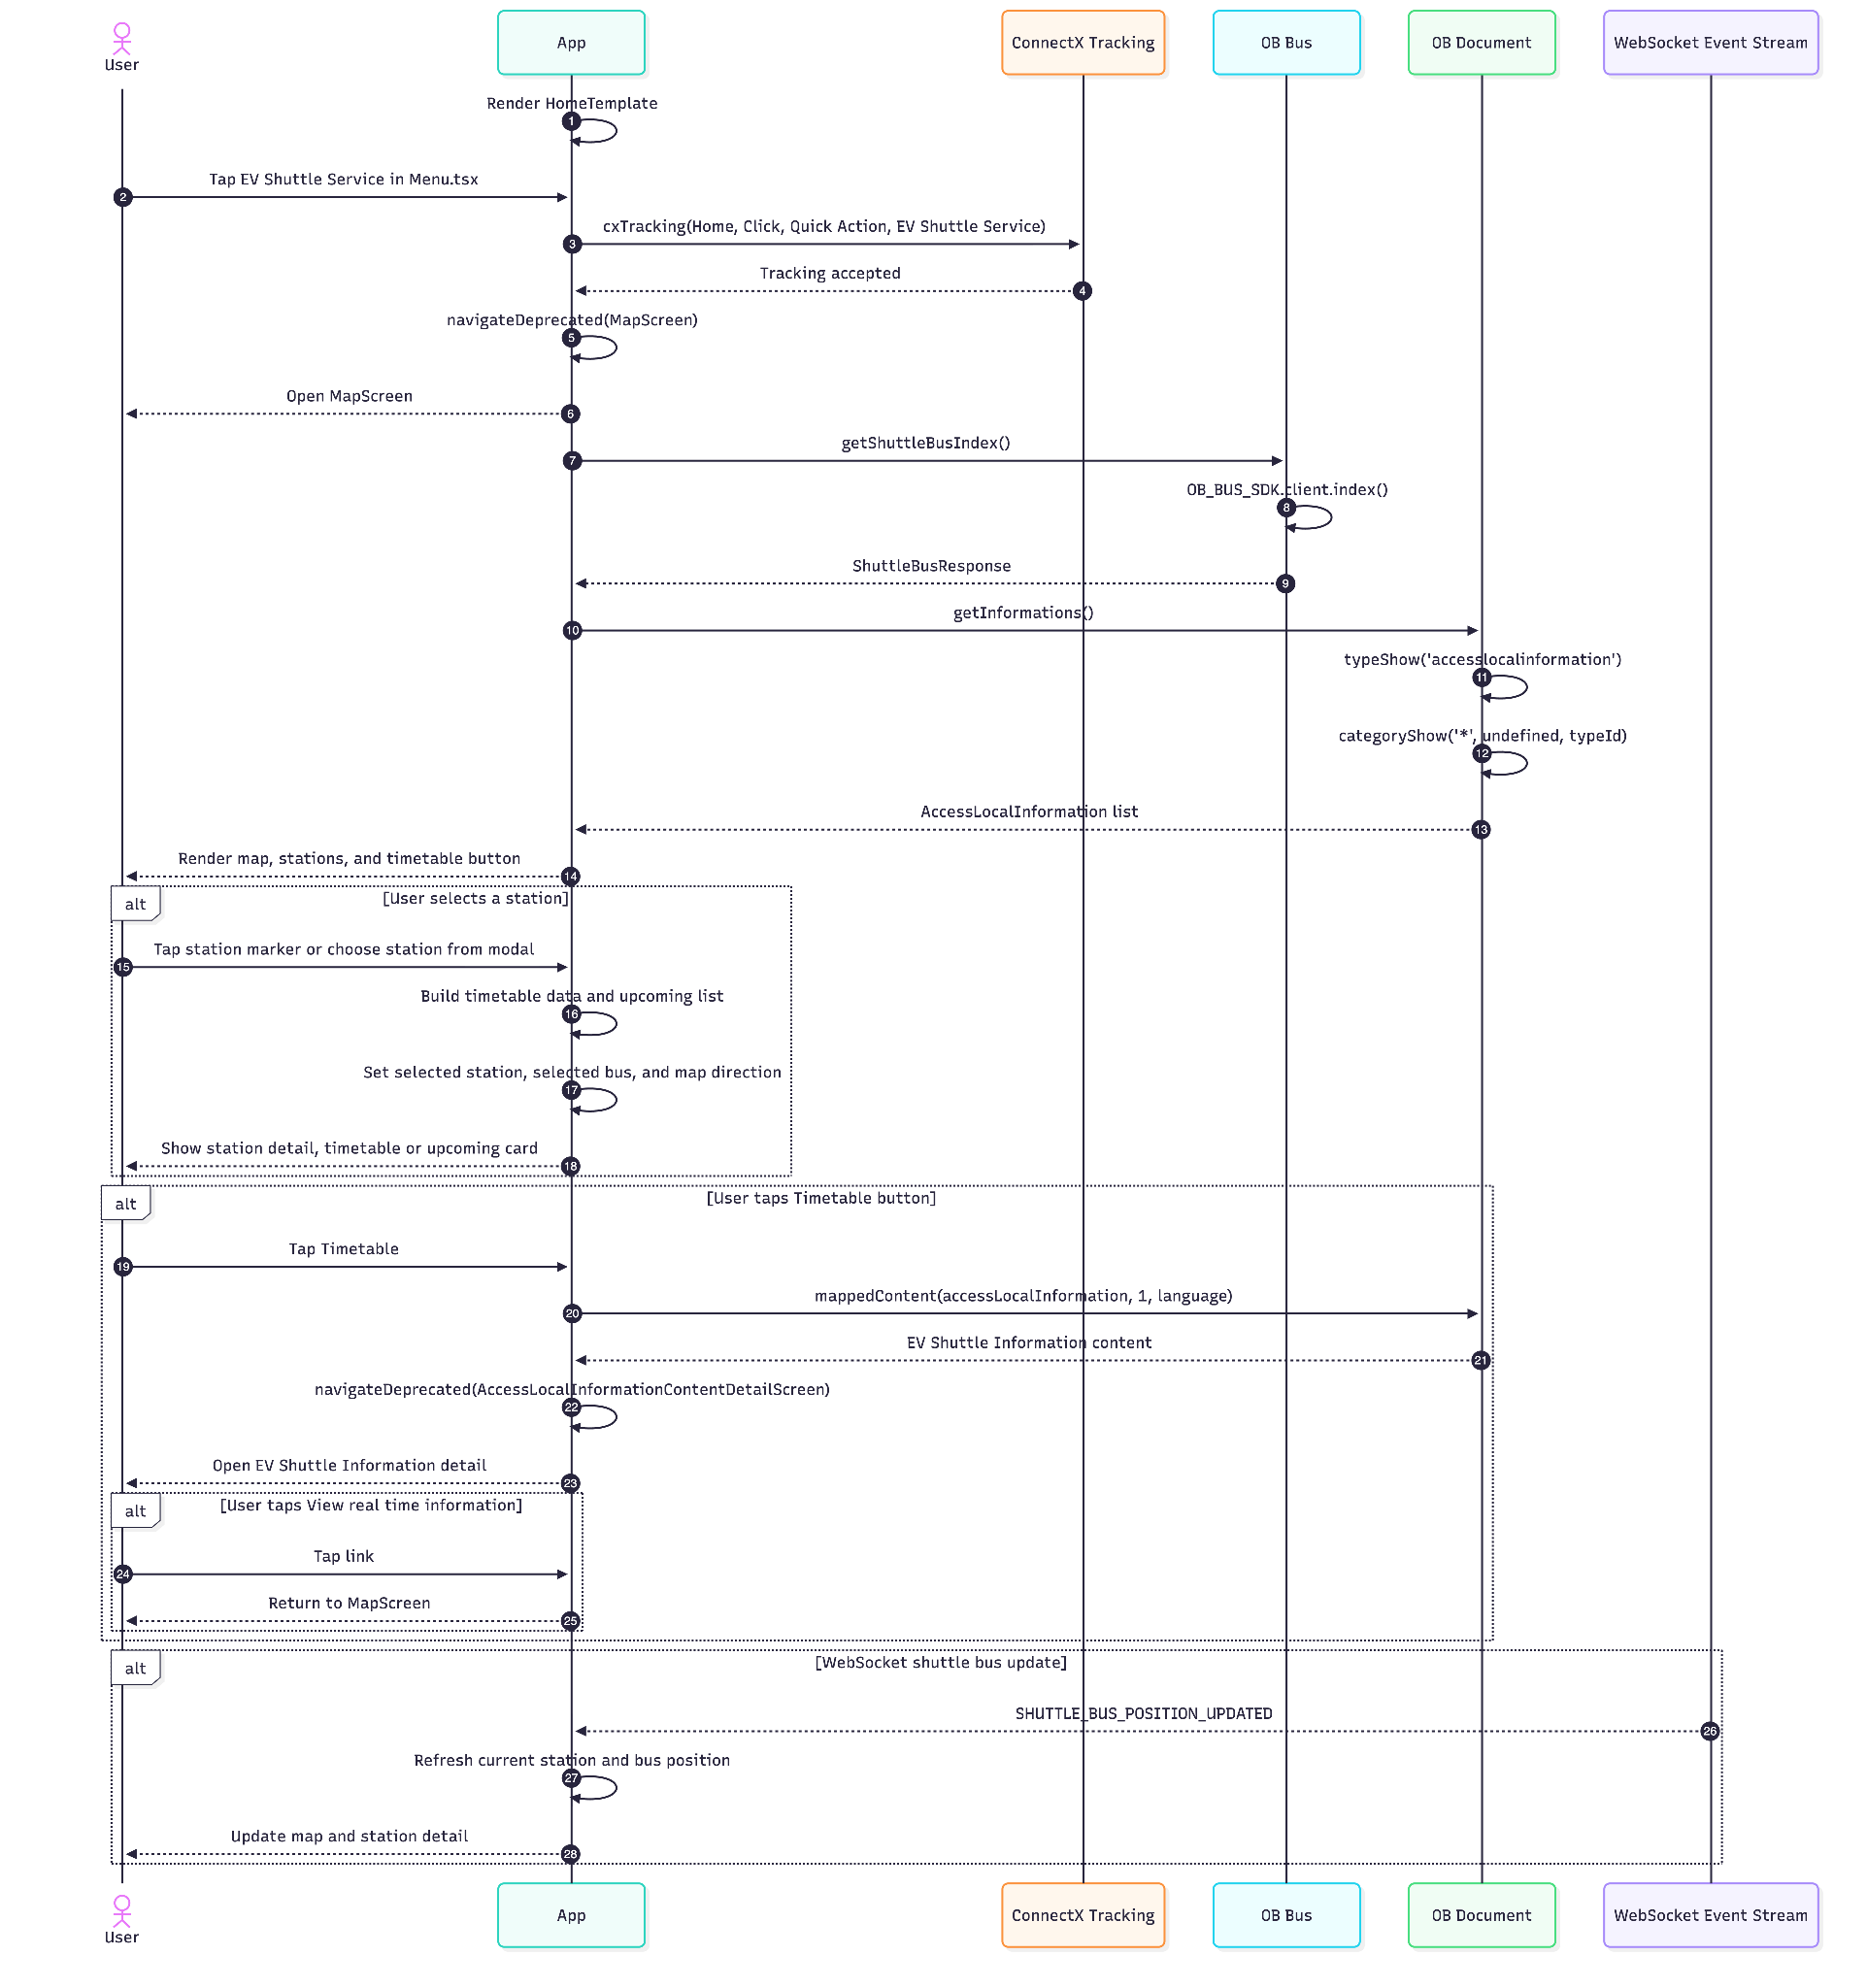 User
App
ConnectX Tracking
OB Bus
OB Document
WebSocket Event Stream
Render HomeTemplate
1
Tap EV Shuttle Service in Menu.tsx
2
cxTracking(Home, Click, Quick Action, EV Shuttle Service)
3
Tracking accepted
4
navigateDeprecated(MapScreen)
5
Open MapScreen
6
getShuttleBusIndex()
7
OB_BUS_SDK.client.index()
8
ShuttleBusResponse
9
getInformations()
10
typeShow('accesslocalinformation')
11
categoryShow('*', undefined, typeId)
12
AccessLocalInformation list
13
Render map, stations, and timetable button
14
alt
[User selects a station]
Tap station marker or choose station from modal
15
Build timetable data and upcoming list
16
Set selected station, selected bus, and map direction
17
Show station detail, timetable or upcoming card
18
alt
[User taps Timetable button]
Tap Timetable
19
mappedContent(accessLocalInformation, 1, language)
20
EV Shuttle Information content
21
navigateDeprecated(AccessLocalInformationContentDetailScreen)
22
Open EV Shuttle Information detail
23
alt
[User taps View real time information]
Tap link
24
Return to MapScreen
25
alt
[WebSocket shuttle bus update]
SHUTTLE_BUS_POSITION_UPDATED
26
Refresh current station and bus position
27
Update map and station detail
28
User
App
ConnectX Tracking
OB Bus
OB Document
WebSocket Event Stream